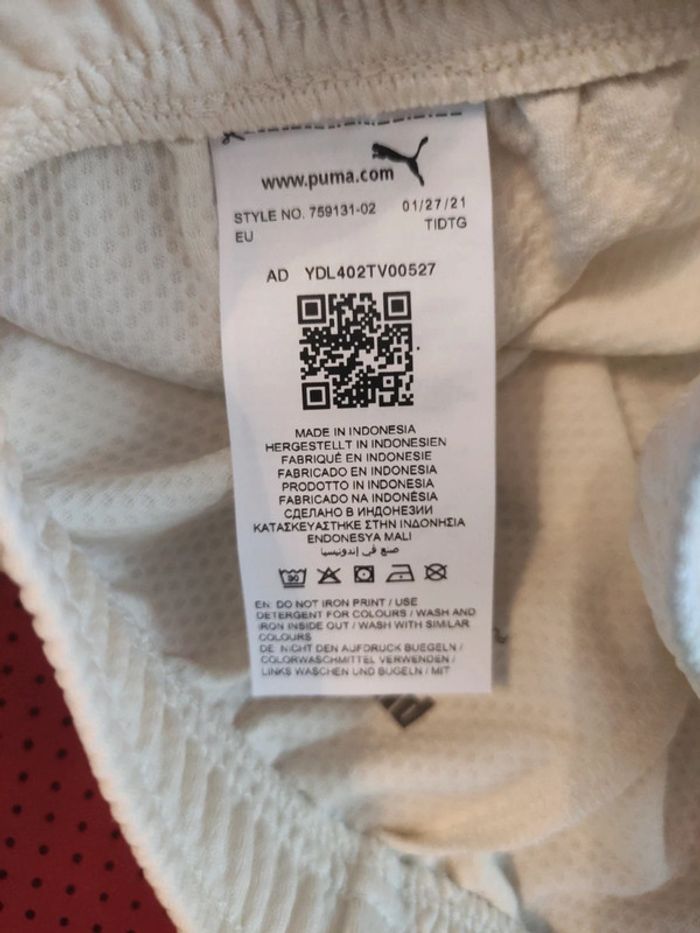 www.puma.com
STYLE NO. 759131-02 01/27/21
EU TIDTG
AD YDL402TV00527
MADE IN INDONESIA
HERGESTELLT IN INDONESIEN
FABRIQUÉ EN INDONESIE
FABRICADO EN INDONESIA
PRODOTTO IN INDONESIA
FABRICADO NA INDONÉSIA
СДЕЛАНО В ИНДОНЕЗИИ
ΚΑΤΑΣΚΕΥΑΣΤΗΚΕ ΣΤΗΝ ΙΝΔΟΝΗΣΙΑ
ENDONESYA MALI
صنع في إندونيسيا
EN: DO NOT IRON PRINT / USE
DETERGENT FOR COLOURS / WASH AND
IRON INSIDE OUT / WASH WITH SIMILAR
COLOURS
DE: NICHT DEN AUFDRUCK BUEGELN /
COLORWASCHMITTEL VERWENDEN /
LINKS WASCHEN UND BUGELN / MIT